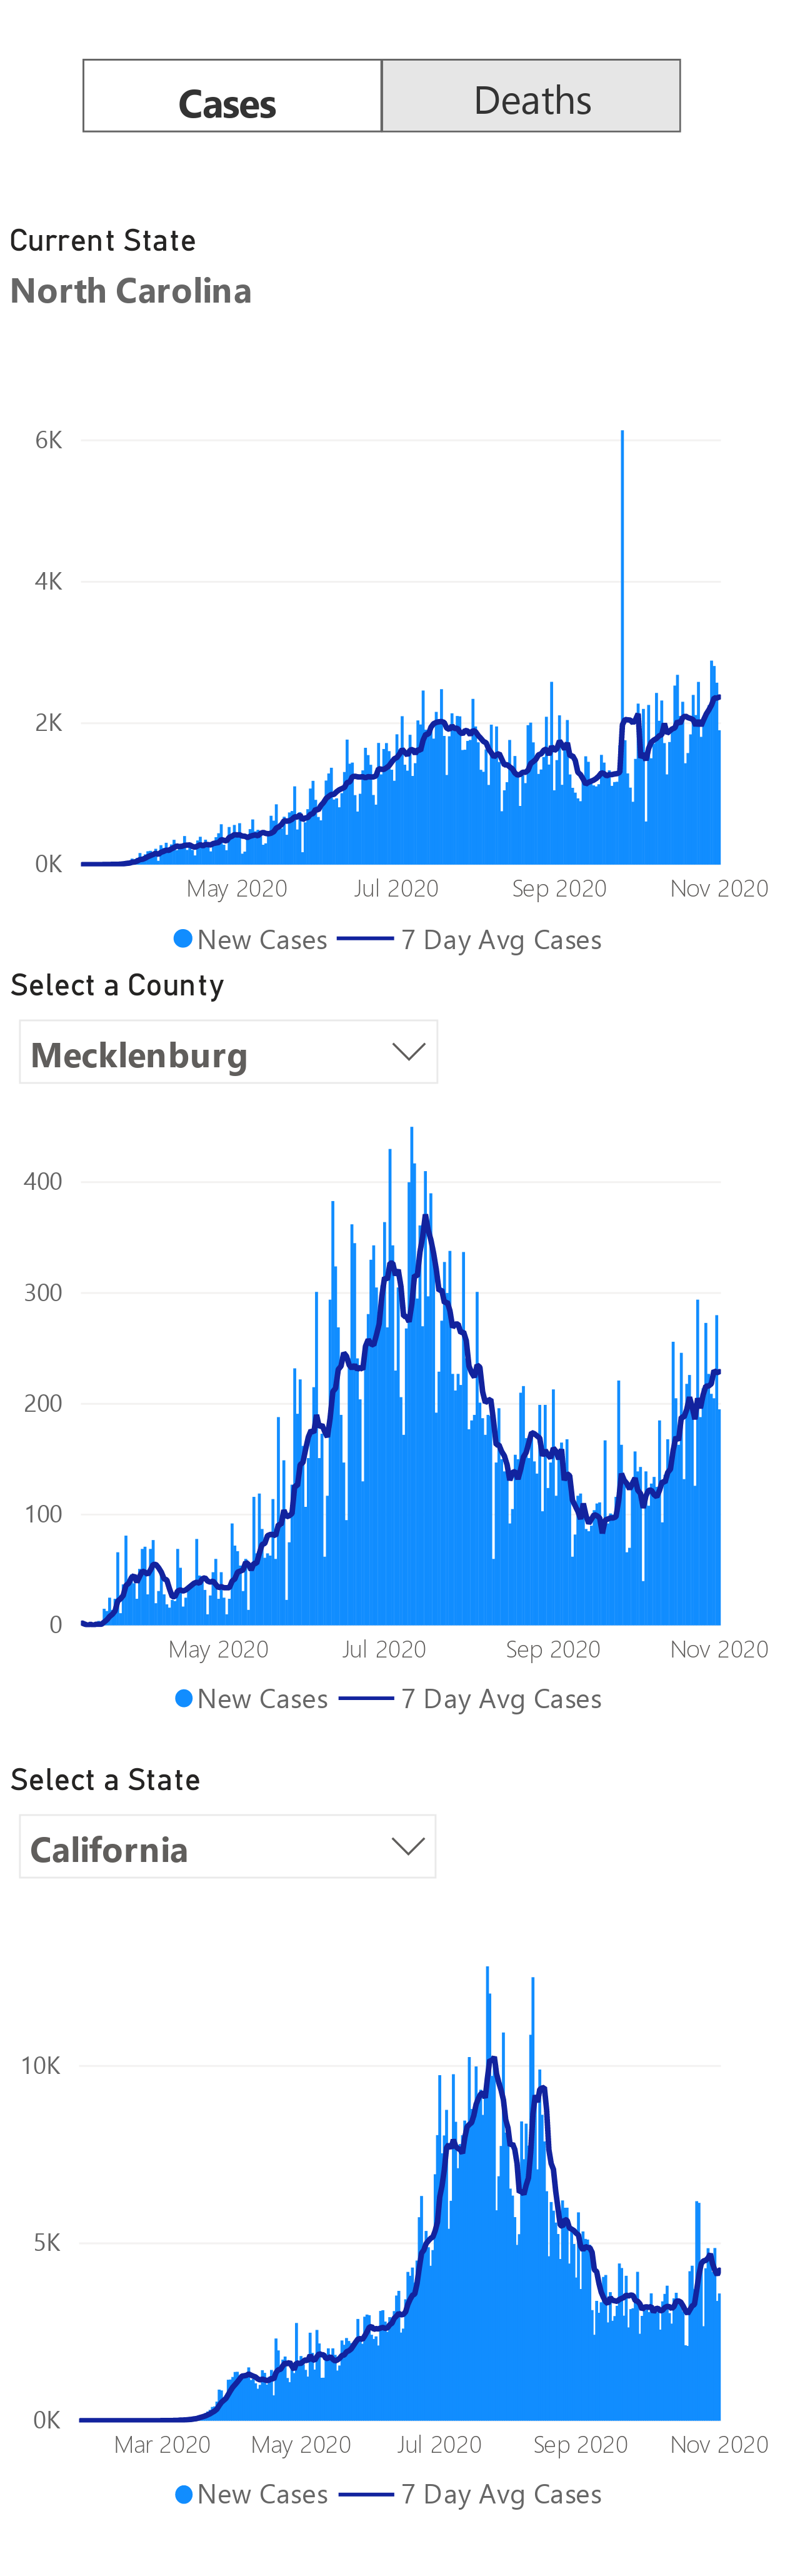 Cases Deaths
Current State
North Carolina
6K
4K
2K
0K
May 2020 Jul 2020 Sep 2020 Nov 2020
New Cases 7 Day Avg Cases
Select a County
Mecklenburg
400
300
200
100
0
May 2020 Jul 2020 Sep 2020 Nov 2020
New Cases 7 Day Avg Cases
Select a State
California
10K
5K
0K
Mar 2020 May 2020 Jul 2020 Sep 2020 Nov 2020
New Cases 7 Day Avg Cases